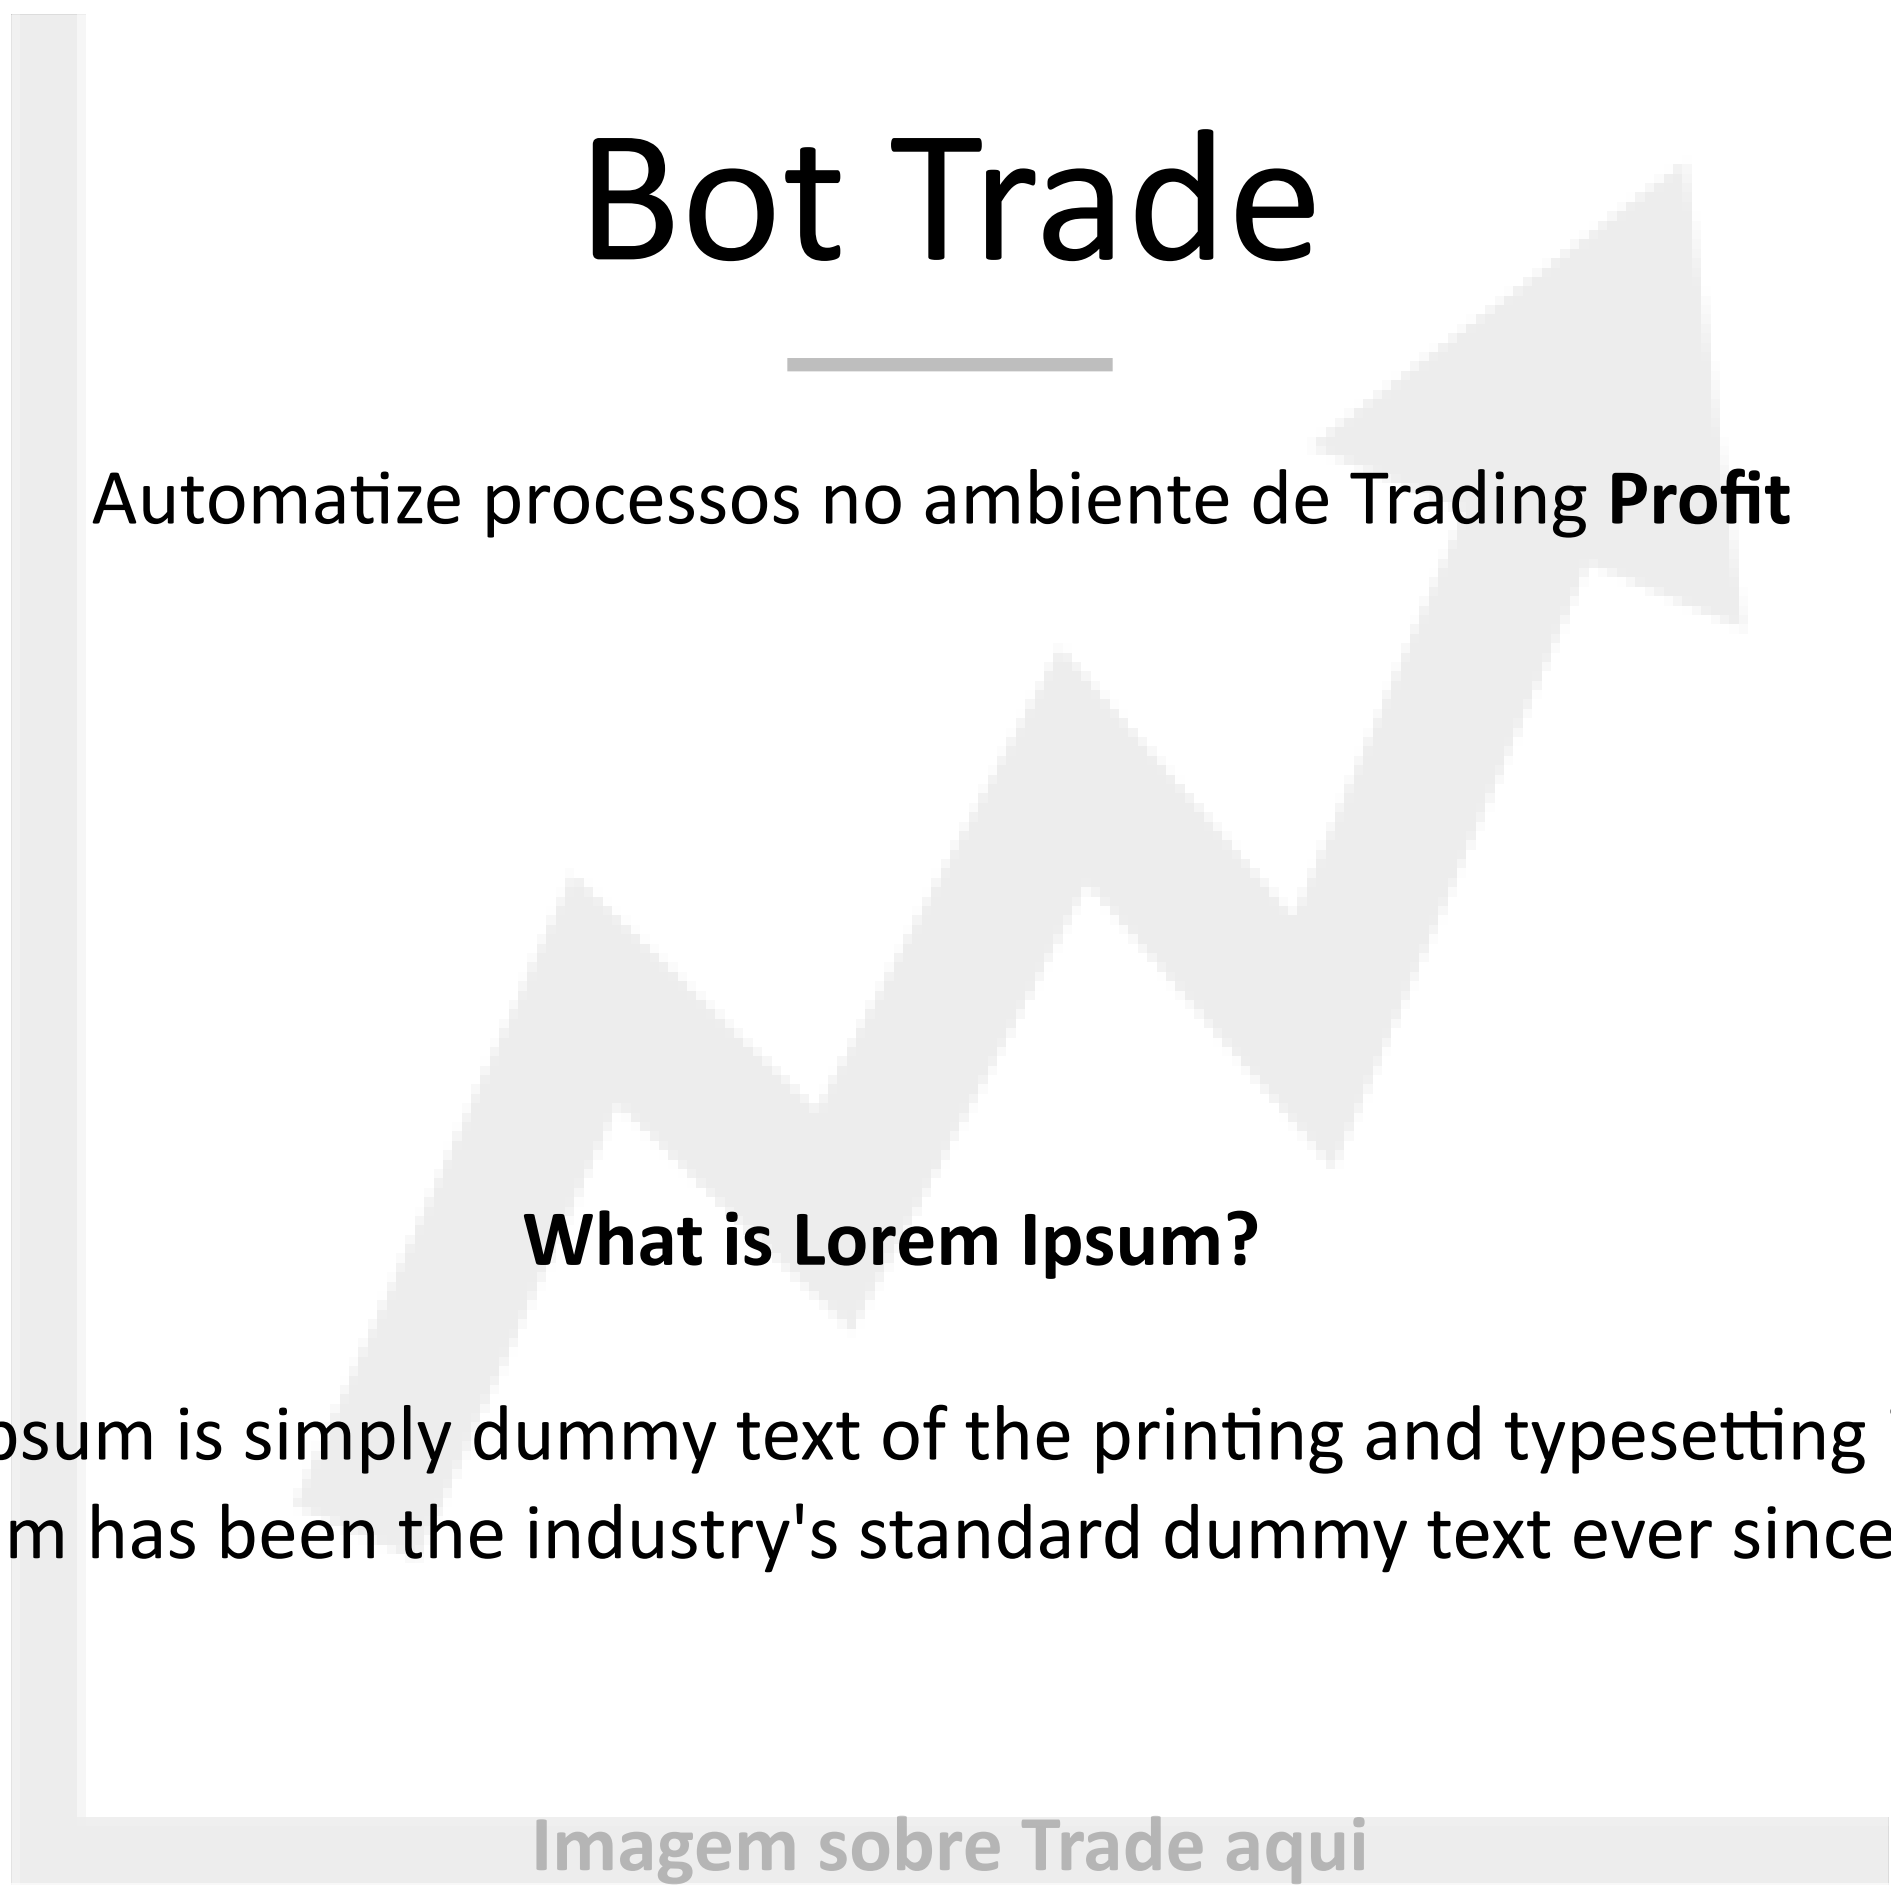 Bot Trade
Automatize processos no ambiente de Trading Profit
What is Lorem Ipsum?
is simply dummy text of the printing and typesetting
has been the industry's standard dummy text ever since
Imagem sobre Trade aqui